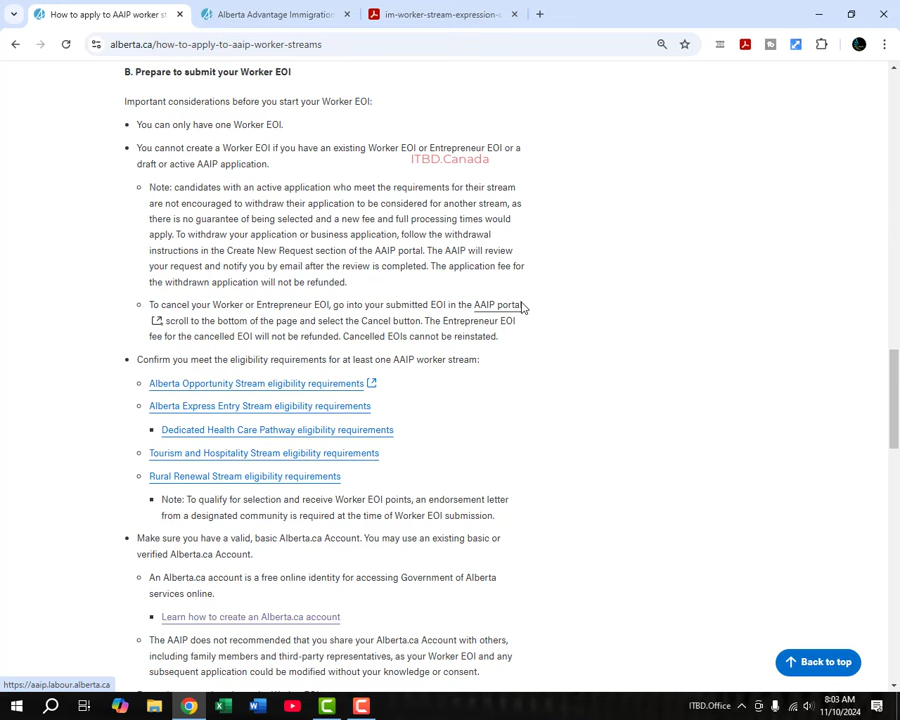 How to apply to AAIP worker st
Alberta Advantage Immigration
im-worker-stream-expression-o
alberta.ca/how-to-apply-to-aaip-worker-streams
B. Prepare to submit your Worker EOI
Important considerations before you start your Worker EOI:
You can only have one Worker EOI.
You cannot create a Worker EOI if you have an existing Worker EOI or Entrepreneur EOI or a
ITBD.Canada
draft or active AAIP application.
Note: candidates with an active application who meet the requirements for their stream
are not encouraged to withdraw their application to be considered for another stream, as
there is no guarantee of being selected and a new fee and full processing times would
apply. To withdraw your application or business application, follow the withdrawal
instructions in the Create New Request section of the AAIP portal. The AAIP will review
your request and notify you by email after the review is completed. The application fee for
the withdrawn application will not be refunded.
To cancel your Worker or Entrepreneur EOI, go into your submitted EOI in the AAIP portal
scroll to the bottom of the page and select the Cancel button. The Entrepreneur EOI
fee for the cancelled EOI will not be refunded. Cancelled EOIs cannot be reinstated.
Confirm you meet the eligibility requirements for at least one AAIP worker stream:
Alberta Opportunity Stream eligibility requirements
Alberta Express Entry Stream eligibility requirements
Dedicated Health Care Pathway eligibility requirements
Tourism and Hospitality Stream eligibility requirements
Rural Renewal Stream eligibility requirements
Note: To qualify for selection and receive Worker EOI points, an endorsement letter
from a designated community is required at the time of Worker EOI submission.
Make sure you have a valid, basic Alberta.ca Account. You may use an existing basic or
verified Alberta.ca Account.
An Alberta.ca account is a free online identity for accessing Government of Alberta
services online.
Learn how to create an Alberta.ca account
The AAIP does not recommended that you share your Alberta.ca Account with others,
including family members and third-party representatives, as your Worker EOI and any
subsequent application could be modified without your knowledge or consent.
Back to top
https://aaip.labour.alberta.ca
ITBD.Office
8:03 AM
11/10/2024